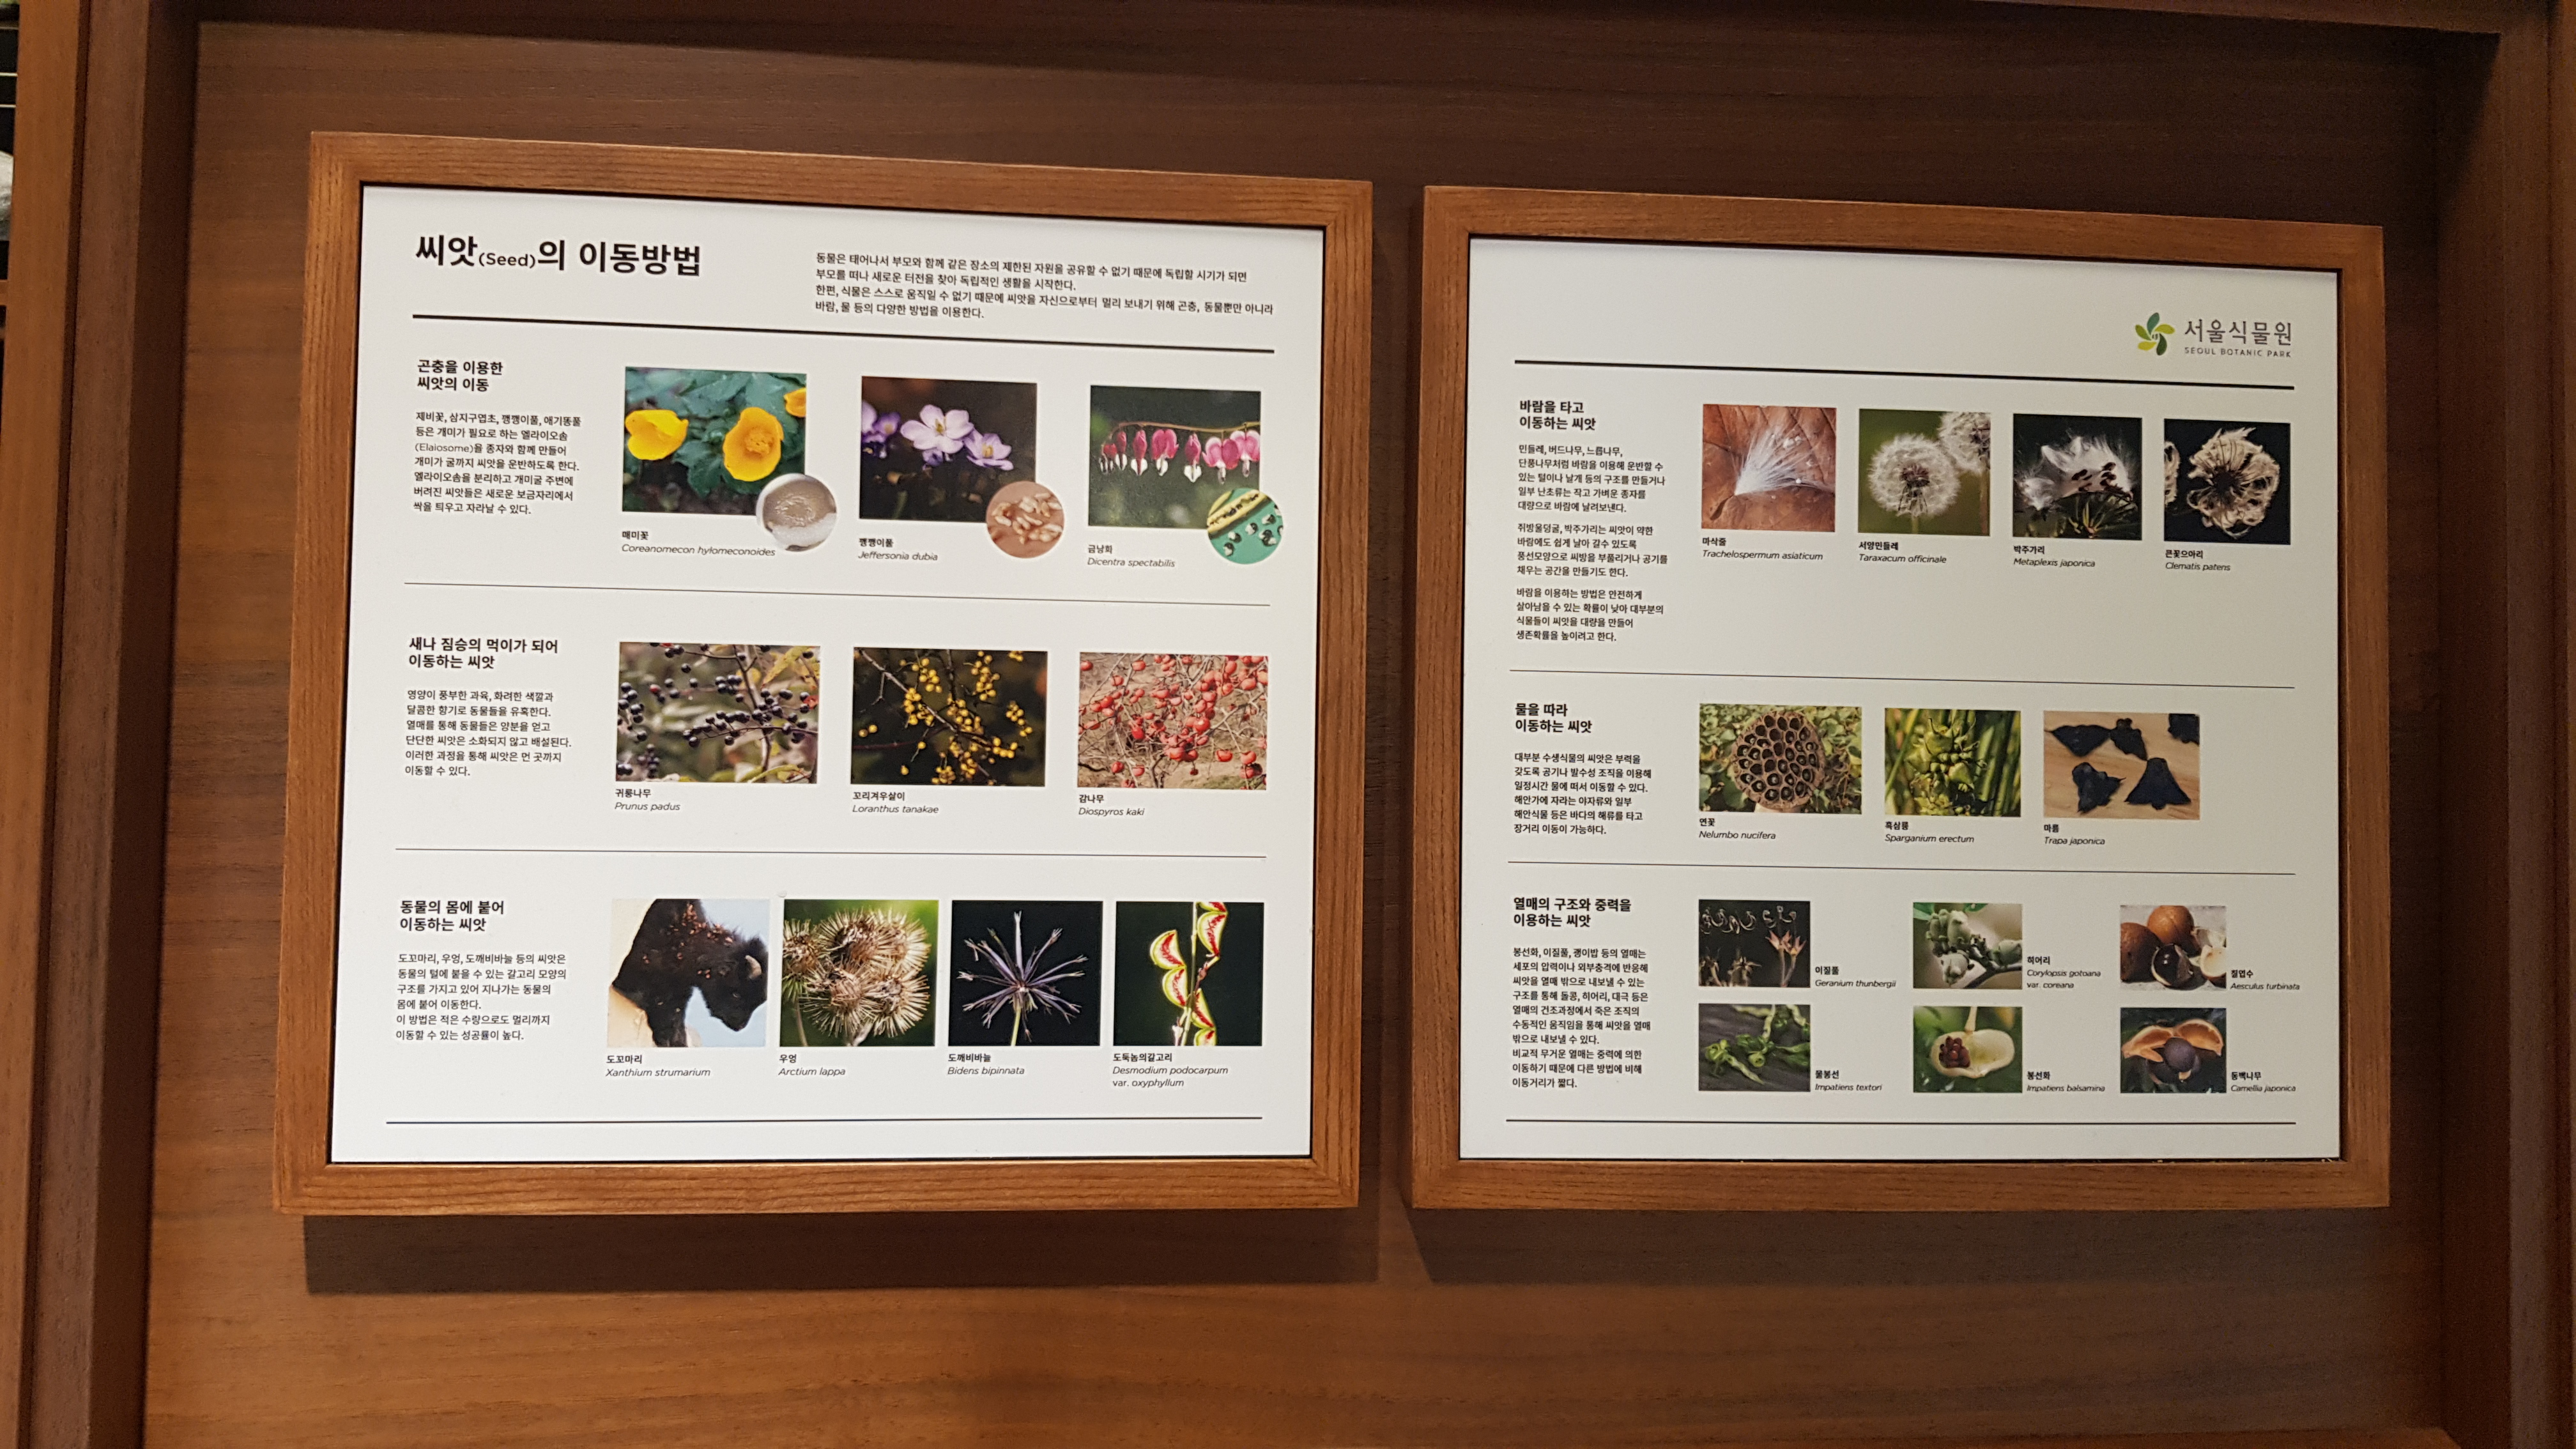 씨앗(Seed)의 이동방법
동물은 태어나서 부모와 함께 같은 장소의 제한된 자원을 공유할 수 없기 때문에 독립할 시기가 되면
부모를 떠나 새로운 터전을 찾아 독립적인 생활을 시작한다.
한편, 식물은 스스로 움직일 수 없기 때문에 씨앗을 자신으로부터 멀리 보내기 위해 곤충, 동물뿐만 아니라
바람, 물 등의 다양한 방법을 이용한다.
곤충을 이용한
씨앗의 이동
제비꽃, 삼지구엽초, 깽깽이풀, 애기똥풀
등은 개미가 필요로 하는 엘라이오솜
(Elaiosome)을 종자와 함께 만들어
개미가 굴까지 씨앗을 운반하도록 한다.
엘라이오솜을 분리하고 개미굴 주변에
버려진 씨앗들은 새로운 보금자리에서
싹을 틔우고 자라날 수 있다.
매미꽃
Coreanomecon hylomeconoides
깽깽이풀
Jeffersonia dubia
금낭화
Dicentra spectabilis
새나 짐승의 먹이가 되어
이동하는 씨앗
영양이 풍부한 과육, 화려한 색깔과
달콤한 향기로 동물들을 유혹한다.
열매를 통해 동물들은 양분을 얻고
단단한 씨앗은 소화되지 않고 배설된다.
이러한 과정을 통해 씨앗은 먼 곳까지
이동할 수 있다.
귀룽나무
Prunus padus
꼬리겨우살이
Loranthus tanakae
감나무
Diospyros kaki
동물의 몸에 붙어
이동하는 씨앗
도꼬마리, 우엉, 도깨비바늘 등의 씨앗은
동물의 털에 붙을 수 있는 갈고리 모양의
구조를 가지고 있어 지나가는 동물의
몸에 붙어 이동한다.
이 방법은 적은 수량으로도 멀리까지
이동할 수 있는 성공률이 높다.
도꼬마리
Xanthium strumarium
우엉
Arctium lappa
도깨비바늘
Bidens bipinnata
도둑놈의갈고리
Desmodium podocarpum
var. oxyphyllum
서울식물원
SEOUL BOTANIC PARK
바람을 타고
이동하는 씨앗
민들레, 버드나무, 느릅나무,
단풍나무처럼 바람을 이용해 운반할 수
있는 털이나 날개 등의 구조를 만들거나
일부 난초류는 작고 가벼운 종자를
대량으로 바람에 날려보낸다.
쥐방울덩굴, 박주가리는 씨앗이 약한
바람에도 쉽게 날아 갈수 있도록
풍선모양으로 씨방을 부풀리거나 공기를
채우는 공간을 만들기도 한다.
바람을 이용하는 방법은 안전하게
살아남을 수 있는 확률이 낮아 대부분의
식물들이 씨앗을 대량을 만들어
생존확률을 높이려고 한다.
마삭줄
Trachelospermum asiaticum
서양민들레
Taraxacum officinale
박주가리
Metaplexis japonica
큰꽃으아리
Clematis patens
물을 따라
이동하는 씨앗
대부분 수생식물의 씨앗은 부력을
갖도록 공기나 발수성 조직을 이용해
일정시간 물에 떠서 이동할 수 있다.
해안가에 자라는 야자류와 일부
해안식물 등은 바다의 해류를 타고
장거리 이동이 가능하다.
연꽃
Nelumbo nucifera
흑삼릉
Sparganium erectum
마름
Trapa japonica
열매의 구조와 중력을
이용하는 씨앗
봉선화, 이질풀, 괭이밥 등의 열매는
세포의 압력이나 외부충격에 반응해
씨앗을 열매 밖으로 내보낼 수 있는
구조를 통해 돌콩, 히어리, 대극 등은
열매의 건조과정에서 죽은 조직의
수동적인 움직임을 통해 씨앗을 열매
밖으로 내보낼 수 있다.
비교적 무거운 열매는 중력에 의한
이동하기 때문에 다른 방법에 비해
이동거리가 짧다.
이질풀
Geranium thunbergii
히어리
Corylopsis gotoana
var. coreana
칠엽수
Aesculus turbinata
물봉선
Impatiens textori
봉선화
Impatiens balsamina
동백나무
Camellia japonica